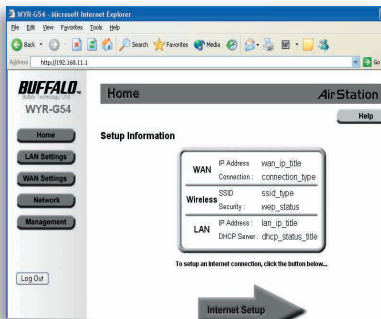 WYR-G54 - Microsoft Internet Explorer
File Edit View Favorites Tools Help
Back Search Favorites Media
Address http://192.168.11.1 Go
BUFFALO
WYR-G54
Home AirStation
Help
Home
LAN Settings
WAN Settings
Network
Management
Log Out
Setup Information
WAN IP Address wan_ip_title
Connection : connection_type
Wireless SSID ssid_type
Security : wep_status
LAN IP Address : lan_ip_title
DHCP Server : dhcp_status_title
To setup an Internet connection, click the button below...
Internet Setup